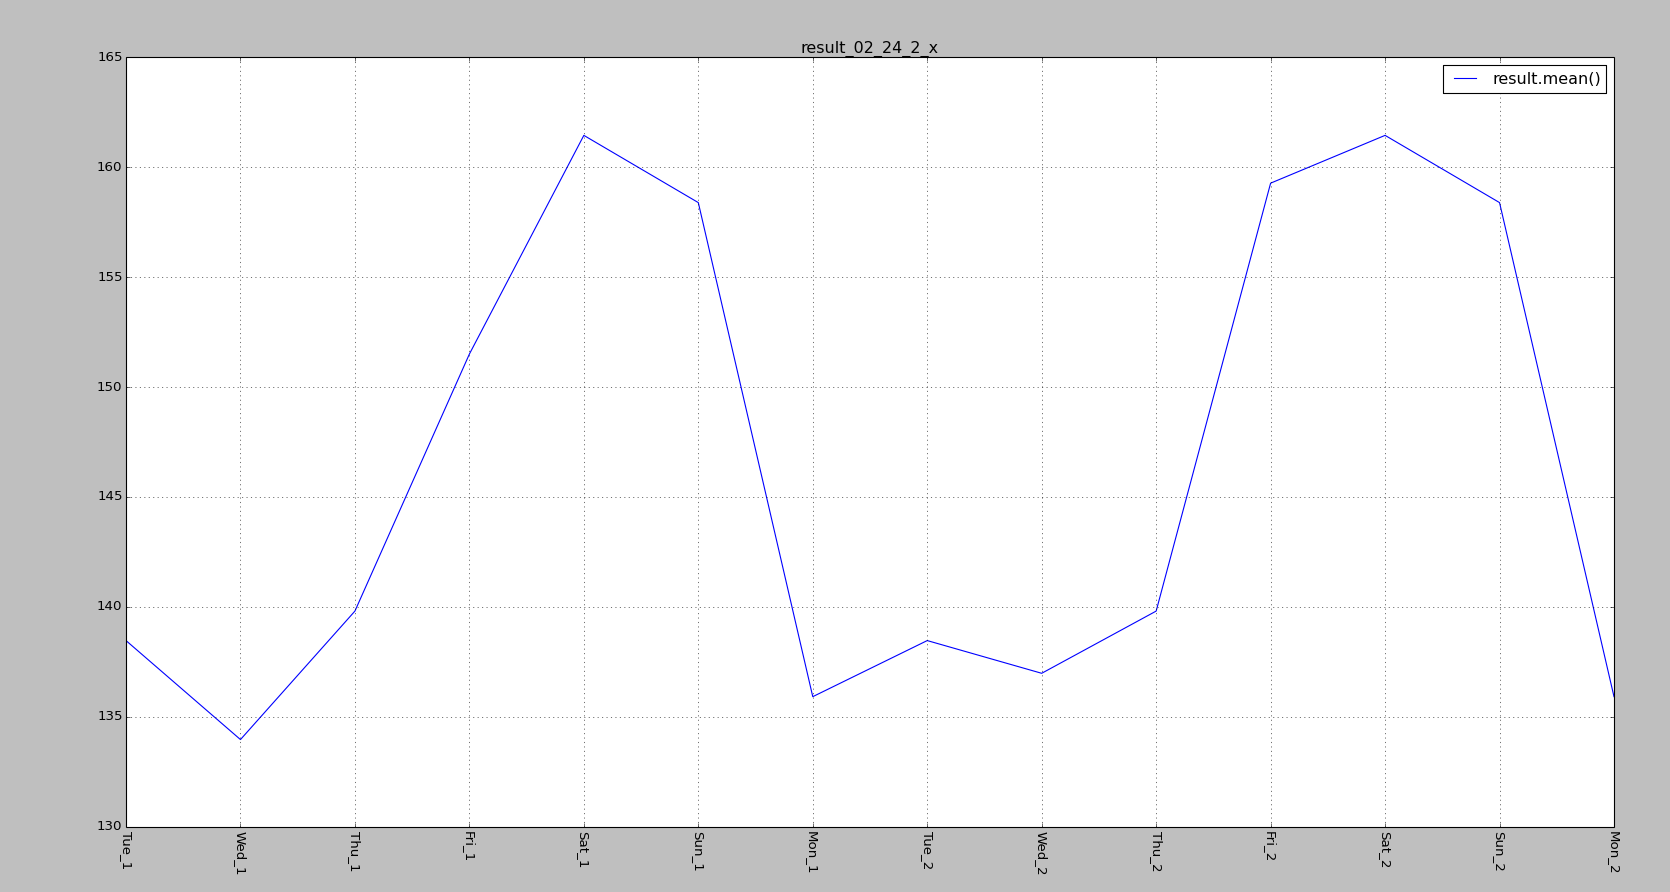 result_02_24_2_x
result.mean()
165
160
155
150
145
140
135
130
Tue_1
Wed_1
Thu_1
Fri_1
Sat_1
Sun_1
Mon_1
Tue_2
Wed_2
Thu_2
Fri_2
Sat_2
Sun_2
Mon_2